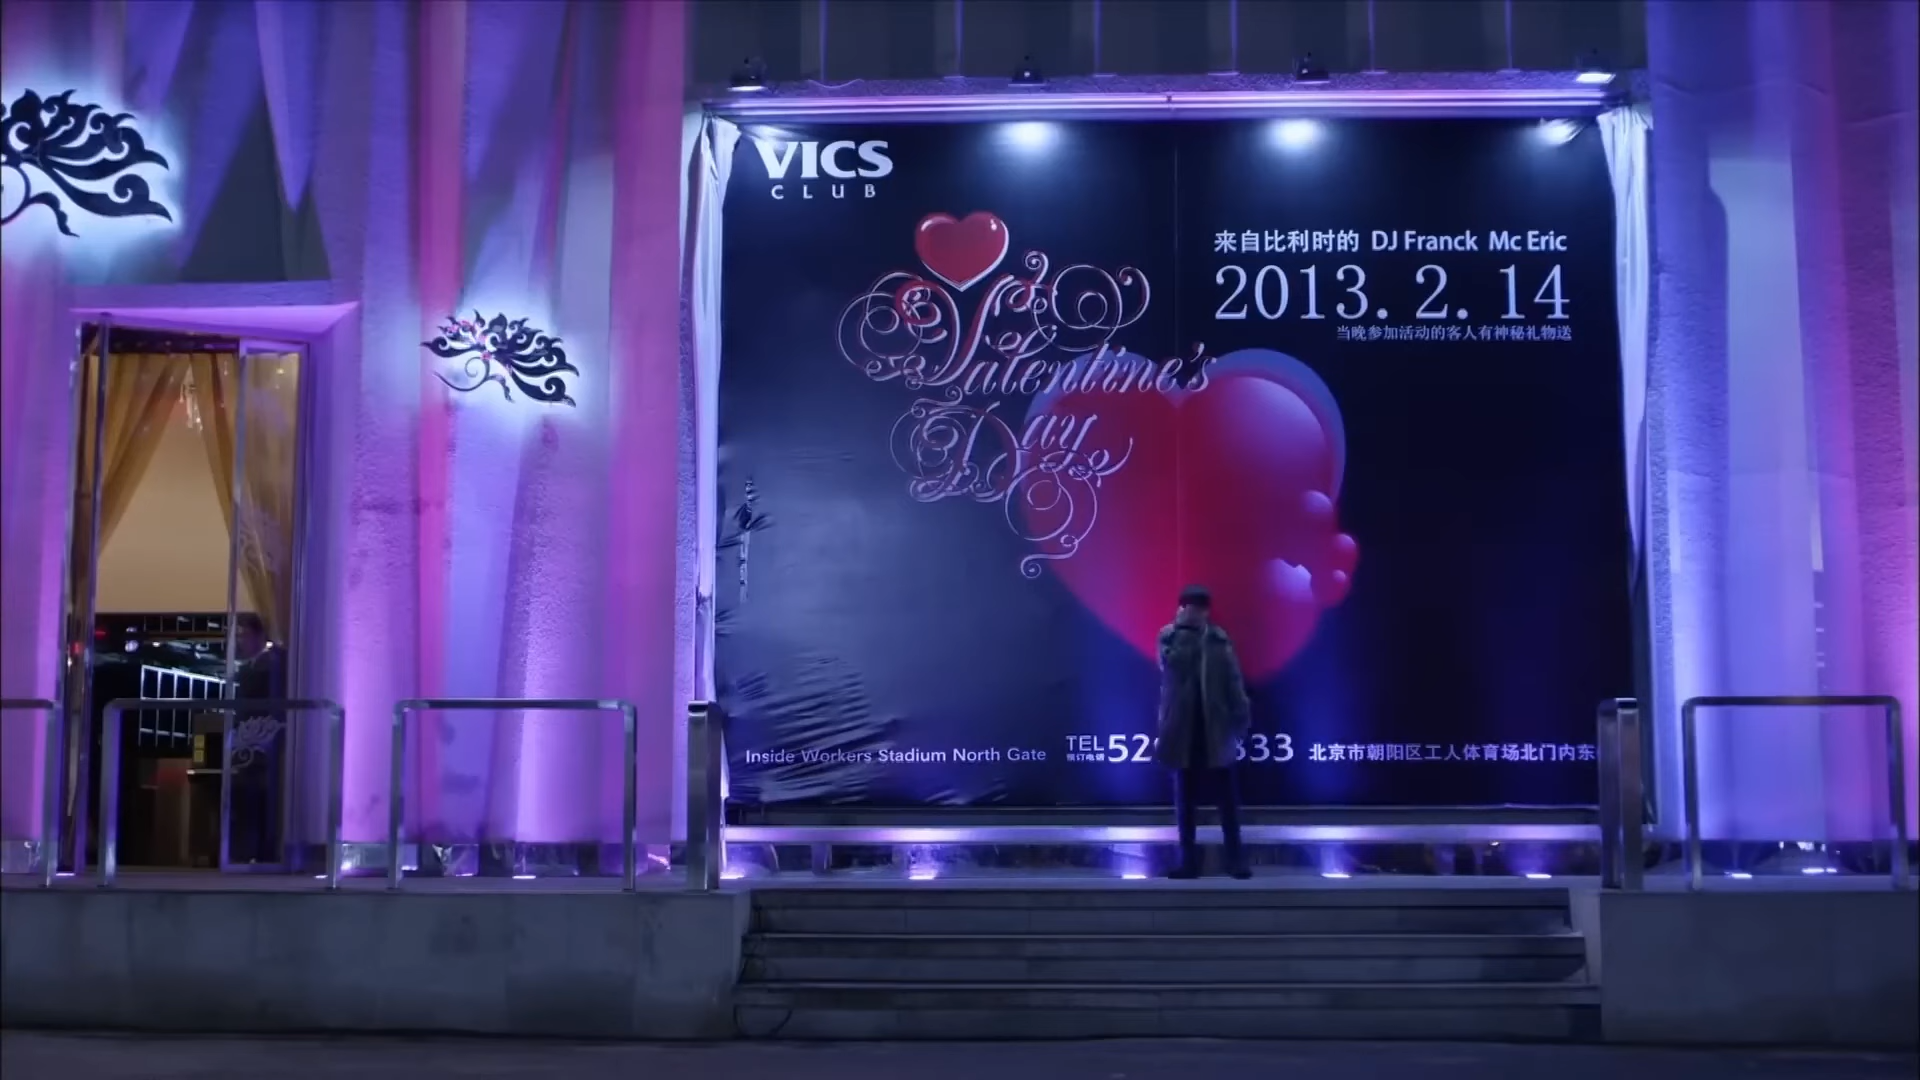 VICS
CLUB
来自比利时的 DJ Franck Mc Eric
2013. 2. 14
当晚参加活动的客人有神秘礼物送
Valentine's
Day
Inside Workers Stadium North Gate
TEL 52
预订电话
333
北京市朝阳区工人体育场北门内东